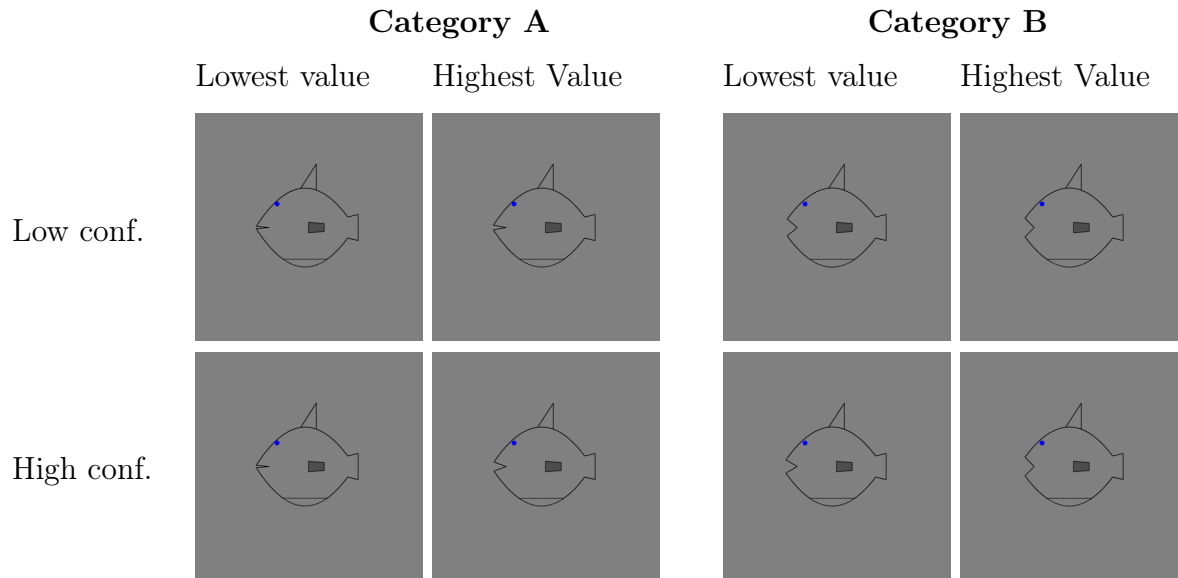 Category A Category B
Lowest value Highest Value Lowest value Highest Value
Low conf.
High conf.